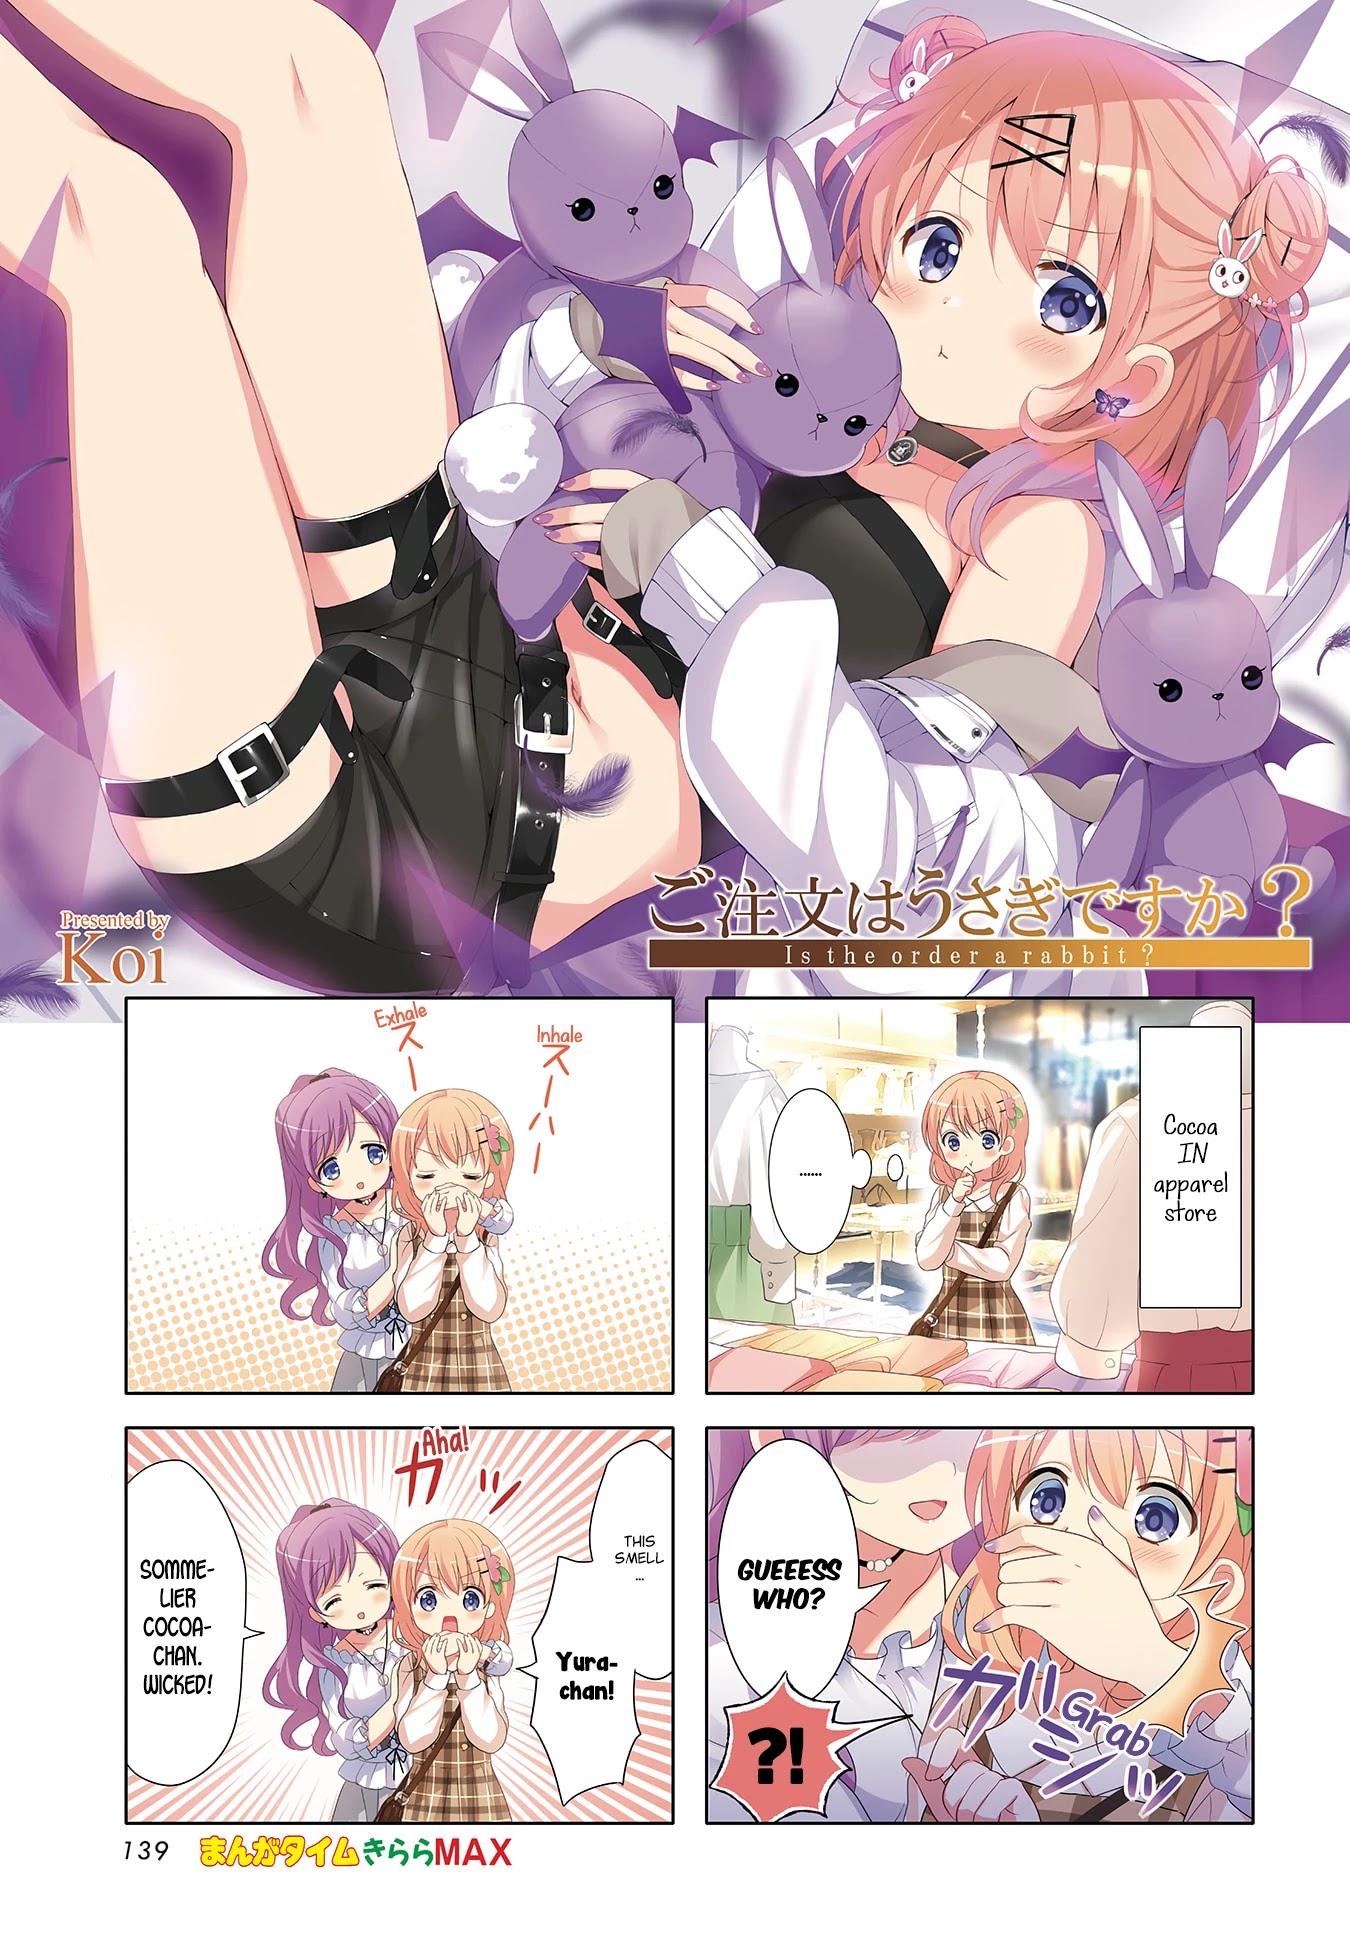 ご注文はうさぎですか?
Is the order a rabbit?
Presented by
Koi
Cocoa
IN
apparel
store
......
GUEEESS
WHO?
?!
ガバシッ
Grab
Inhale
スーハー
Exhale
スー
THIS
SMELL
...
Yura-
chan!
Aha!
カッ
SOMME-
LIER
COCOA-
CHAN.
WICKED!
139
まんがタイムきららMAX